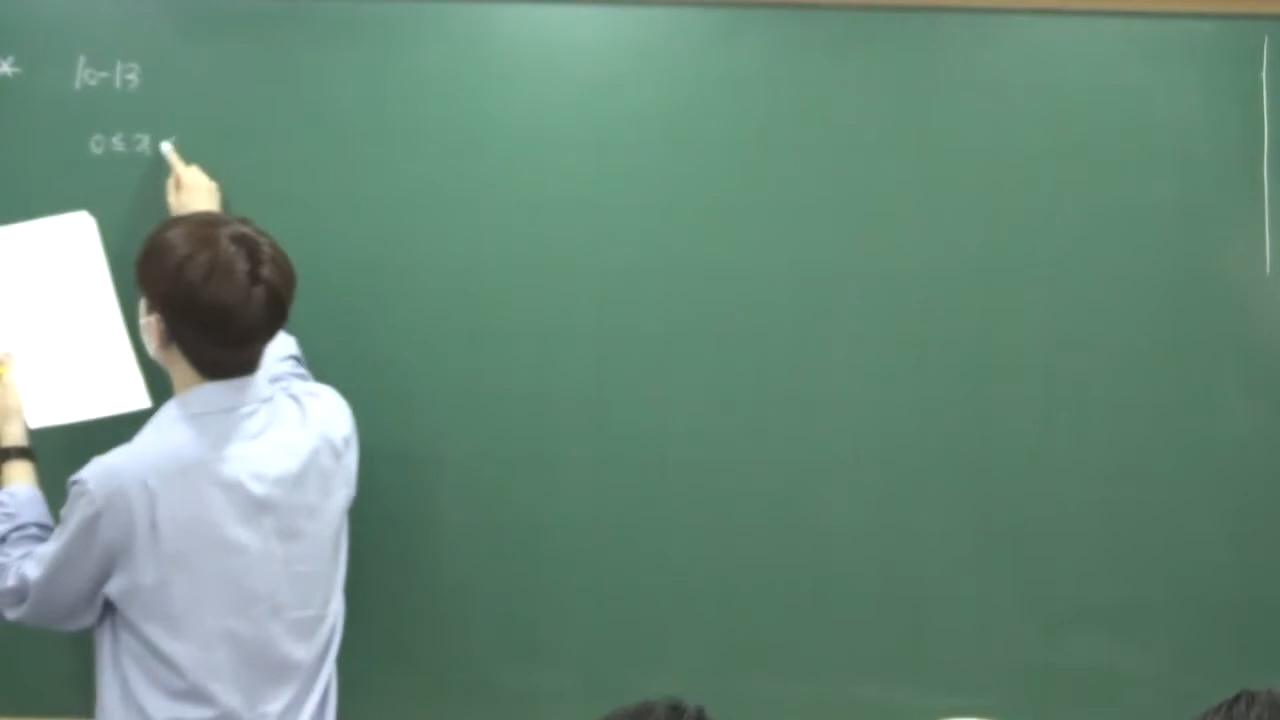 * 10-13
0 ≤ x <